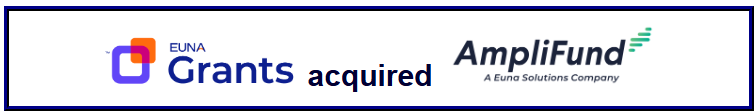 EUNA
Grants acquired AmpliFund
A Euna Solutions Company